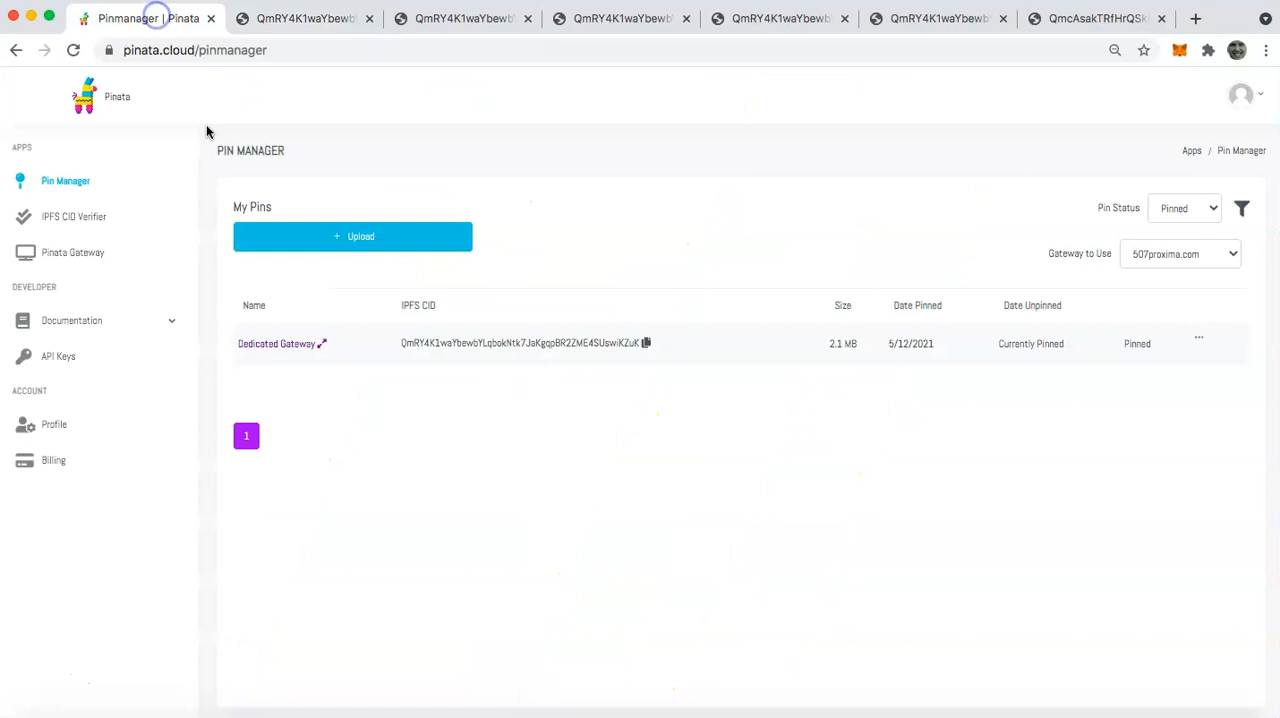 Pinmanager | Pinata
QmRY4K1waYbewb
QmRY4K1waYbewb
QmRY4K1waYbewb
QmRY4K1waYbewb
QmRY4K1waYbewb
QmcAsakTRfHrQSk
pinata.cloud/pinmanager
Pinata
APPS
Pin Manager
IPFS CID Verifier
Pinata Gateway
DEVELOPER
Documentation
API Keys
ACCOUNT
Profile
Billing
PIN MANAGER
Apps / Pin Manager
My Pins
+ Upload
Pin Status Pinned
Gateway to Use 507proxima.com
Name IPFS CID Size Date Pinned Date Unpinned
Dedicated Gateway QmRY4K1waYbewbYLqbokNtk7JaKgqpBR2ZME4SUswiKZuK 2.1 MB 5/12/2021 Currently Pinned Pinned ...
1